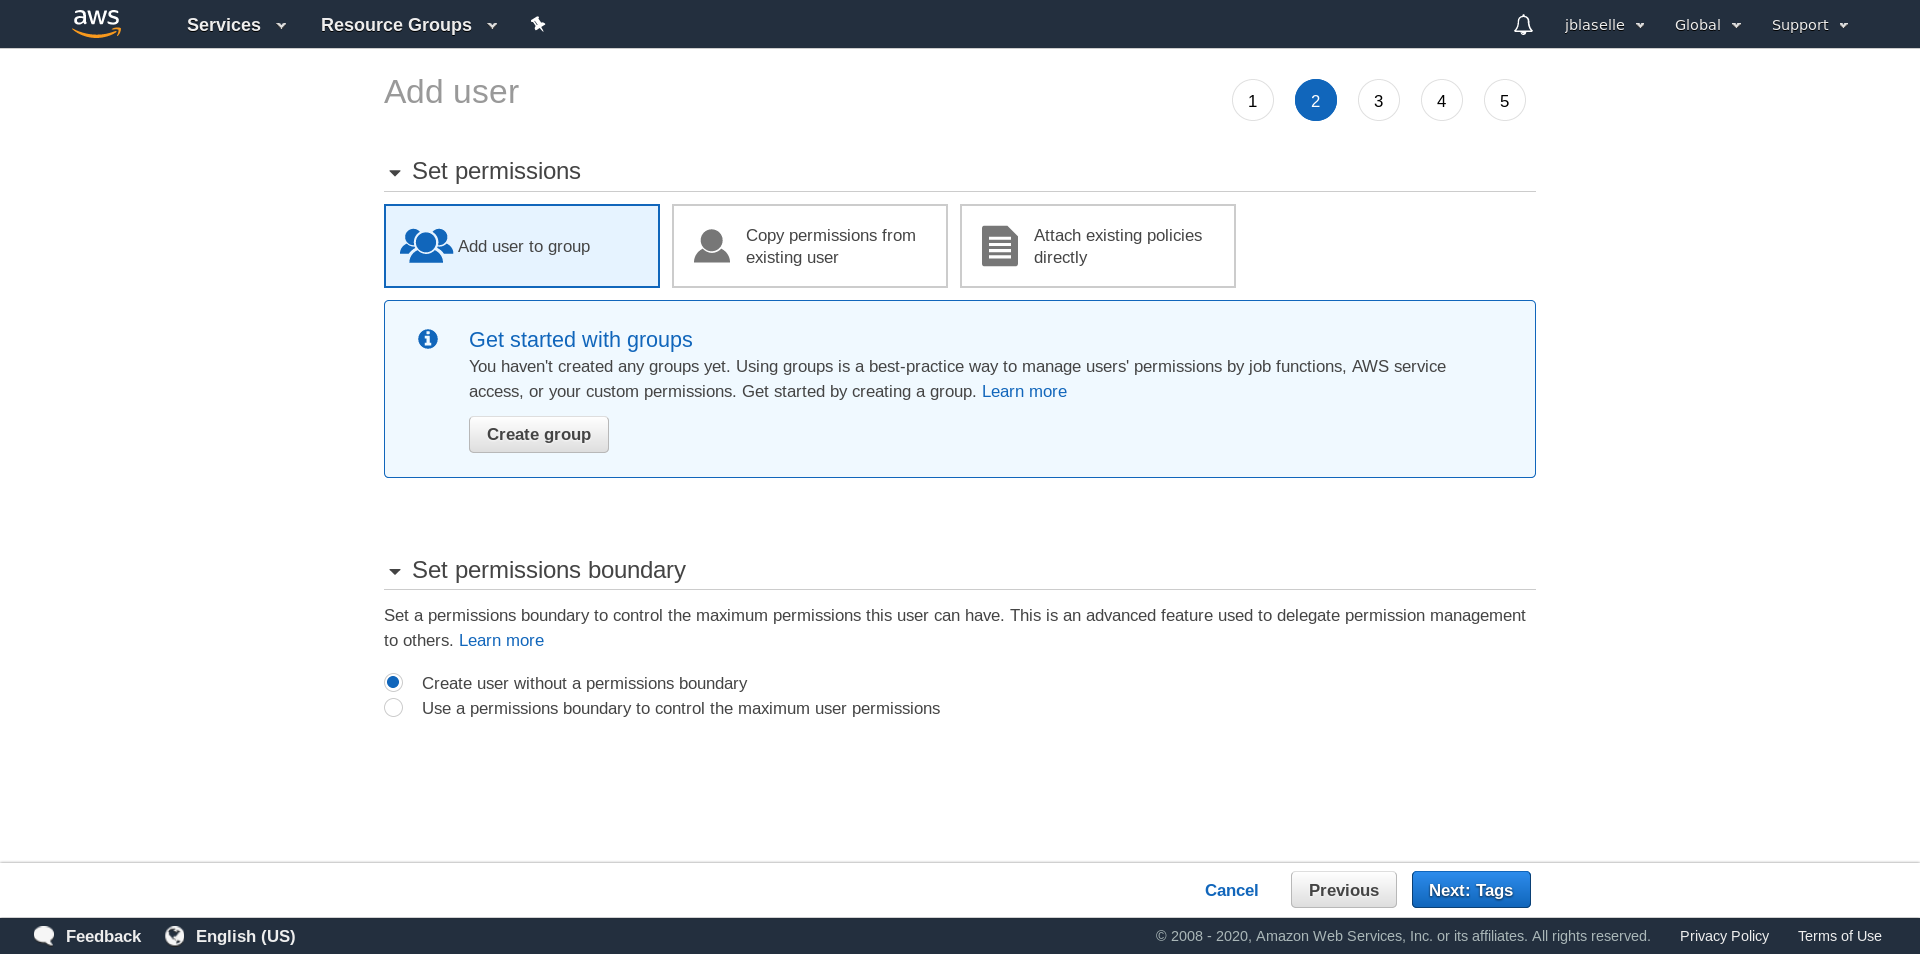 aws
Services
Resource Groups
jblaselle
Global
Support
Add user
1
2
3
4
5
Set permissions
Add user to group
Copy permissions from
existing user
Attach existing policies
directly
Get started with groups
You haven't created any groups yet. Using groups is a best-practice way to manage users' permissions by job functions, AWS service
access, or your custom permissions. Get started by creating a group. Learn more
Create group
Set permissions boundary
Set a permissions boundary to control the maximum permissions this user can have. This is an advanced feature used to delegate permission management
to others. Learn more
Create user without a permissions boundary
Use a permissions boundary to control the maximum user permissions
Cancel
Previous
Next: Tags
Feedback
English (US)
© 2008 - 2020, Amazon Web Services, Inc. or its affiliates. All rights reserved.
Privacy Policy
Terms of Use